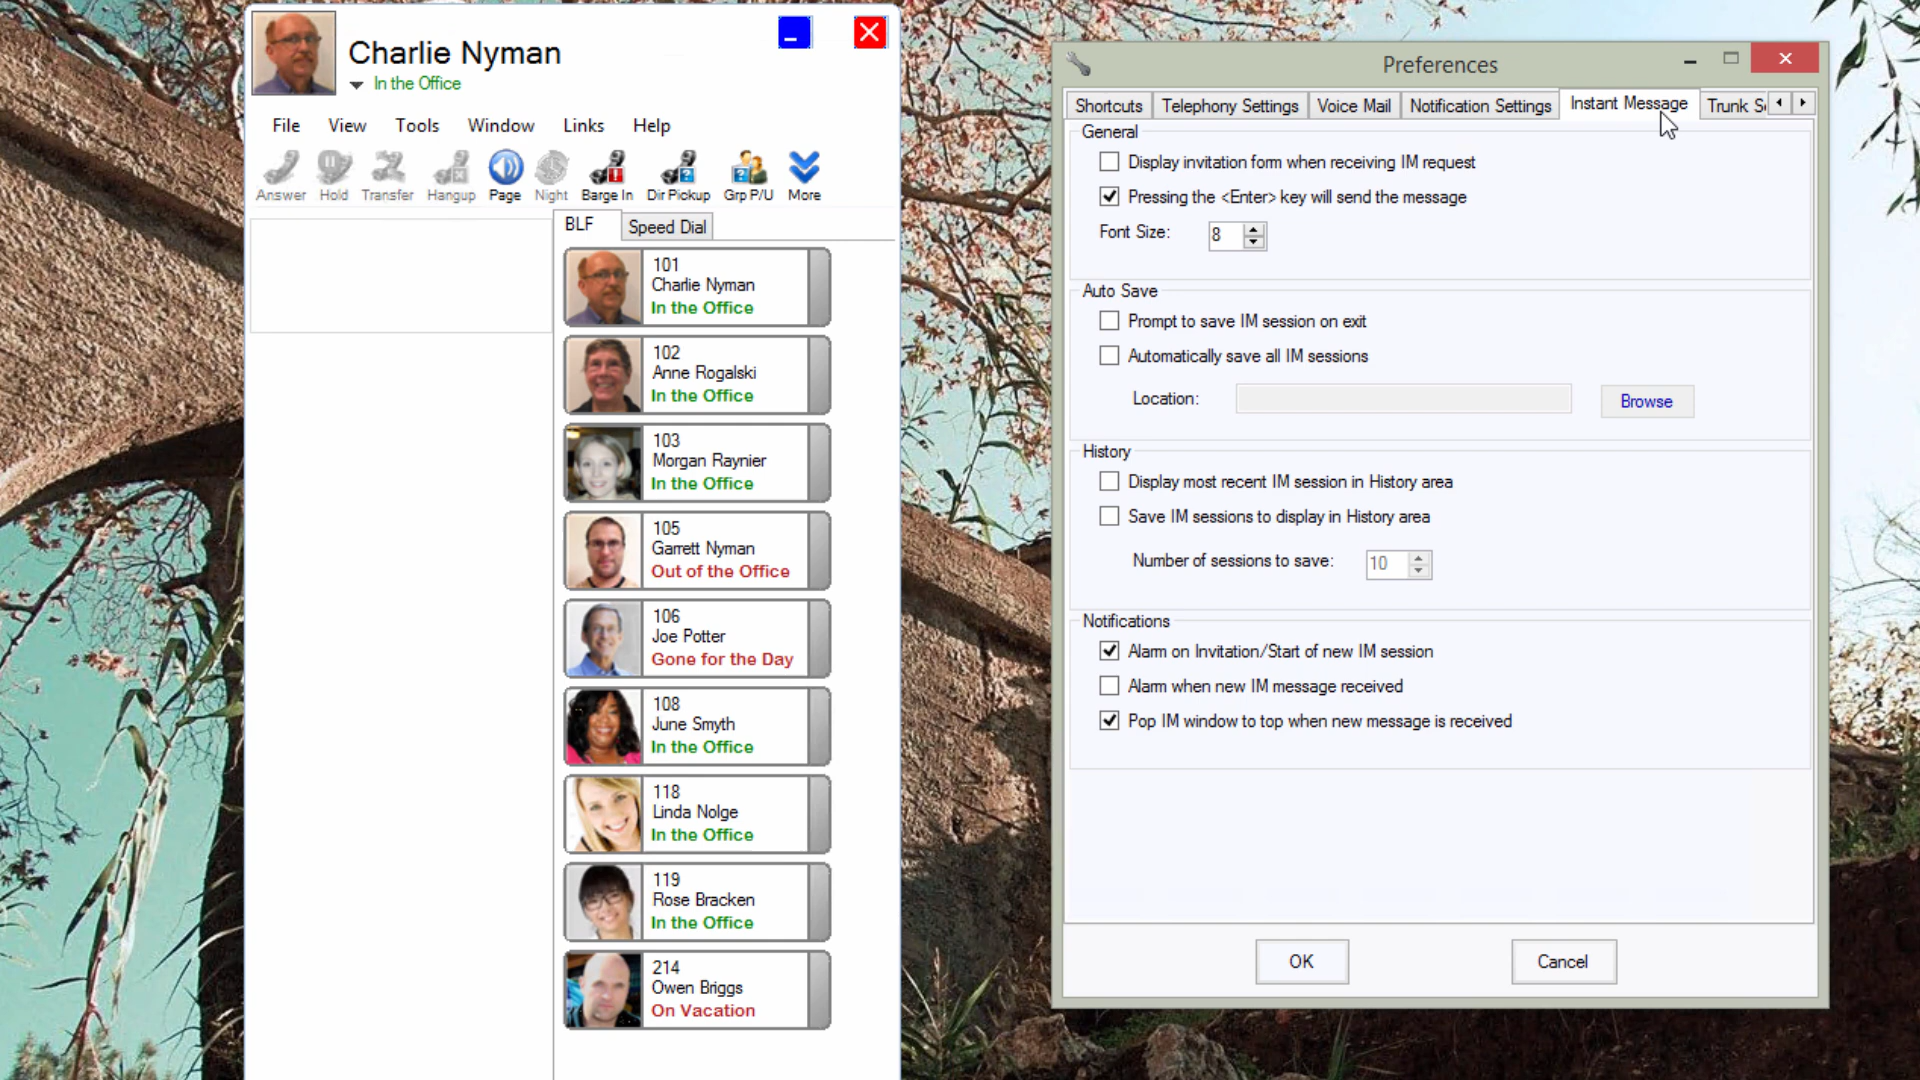 Charlie Nyman
In the Office
File View Tools Window Links Help
Answer Hold Transfer Hangup Page Night Barge In Dir Pickup Grp P/U More
BLF Speed Dial
101
Charlie Nyman
In the Office
102
Anne Rogalski
In the Office
103
Morgan Raynier
In the Office
105
Garrett Nyman
Out of the Office
106
Joe Potter
Gone for the Day
108
June Smyth
In the Office
118
Linda Nolge
In the Office
119
Rose Bracken
In the Office
214
Owen Briggs
On Vacation
Preferences
Shortcuts Telephony Settings Voice Mail Notification Settings Instant Message Trunk
General
Display invitation form when receiving IM request
Pressing the <Enter> key will send the message
Font Size: 8
Auto Save
Prompt to save IM session on exit
Automatically save all IM sessions
Location: Browse
History
Display most recent IM session in History area
Save IM sessions to display in History area
Number of sessions to save: 10
Notifications
Alarm on Invitation/Start of new IM session
Alarm when new IM message received
Pop IM window to top when new message is received
OK Cancel